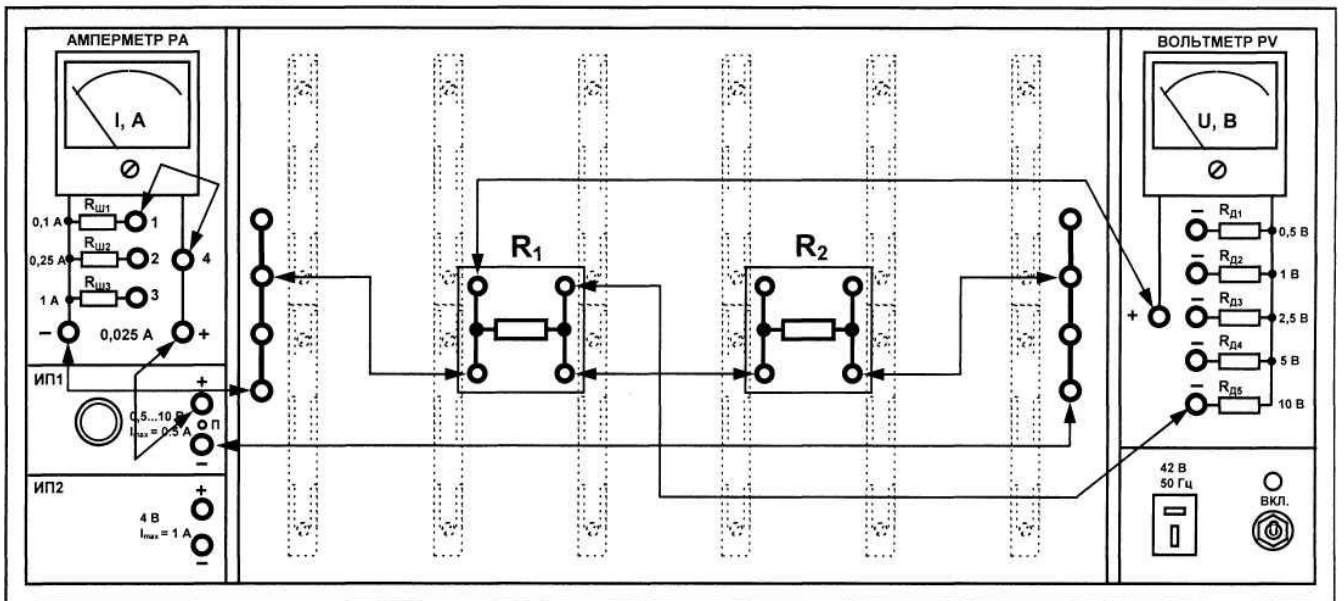 АМПЕРМЕТР PA
I, A
RШ1
0,1 A
1
RШ2
0,25 A
2
4
RШ3
1 A
3
−
0,025 A
+
ИП1
+
0,5...10 В
П
Imax = 0.5 A
−
ИП2
+
4 В
Imax = 1 A
−
R1
R2
ВОЛЬТМЕТР PV
U, В
−
RД1
0,5 В
−
RД2
1 В
−
RД3
+
2,5 В
−
RД4
5 В
−
RД5
10 В
42 В
50 Гц
ВКЛ.